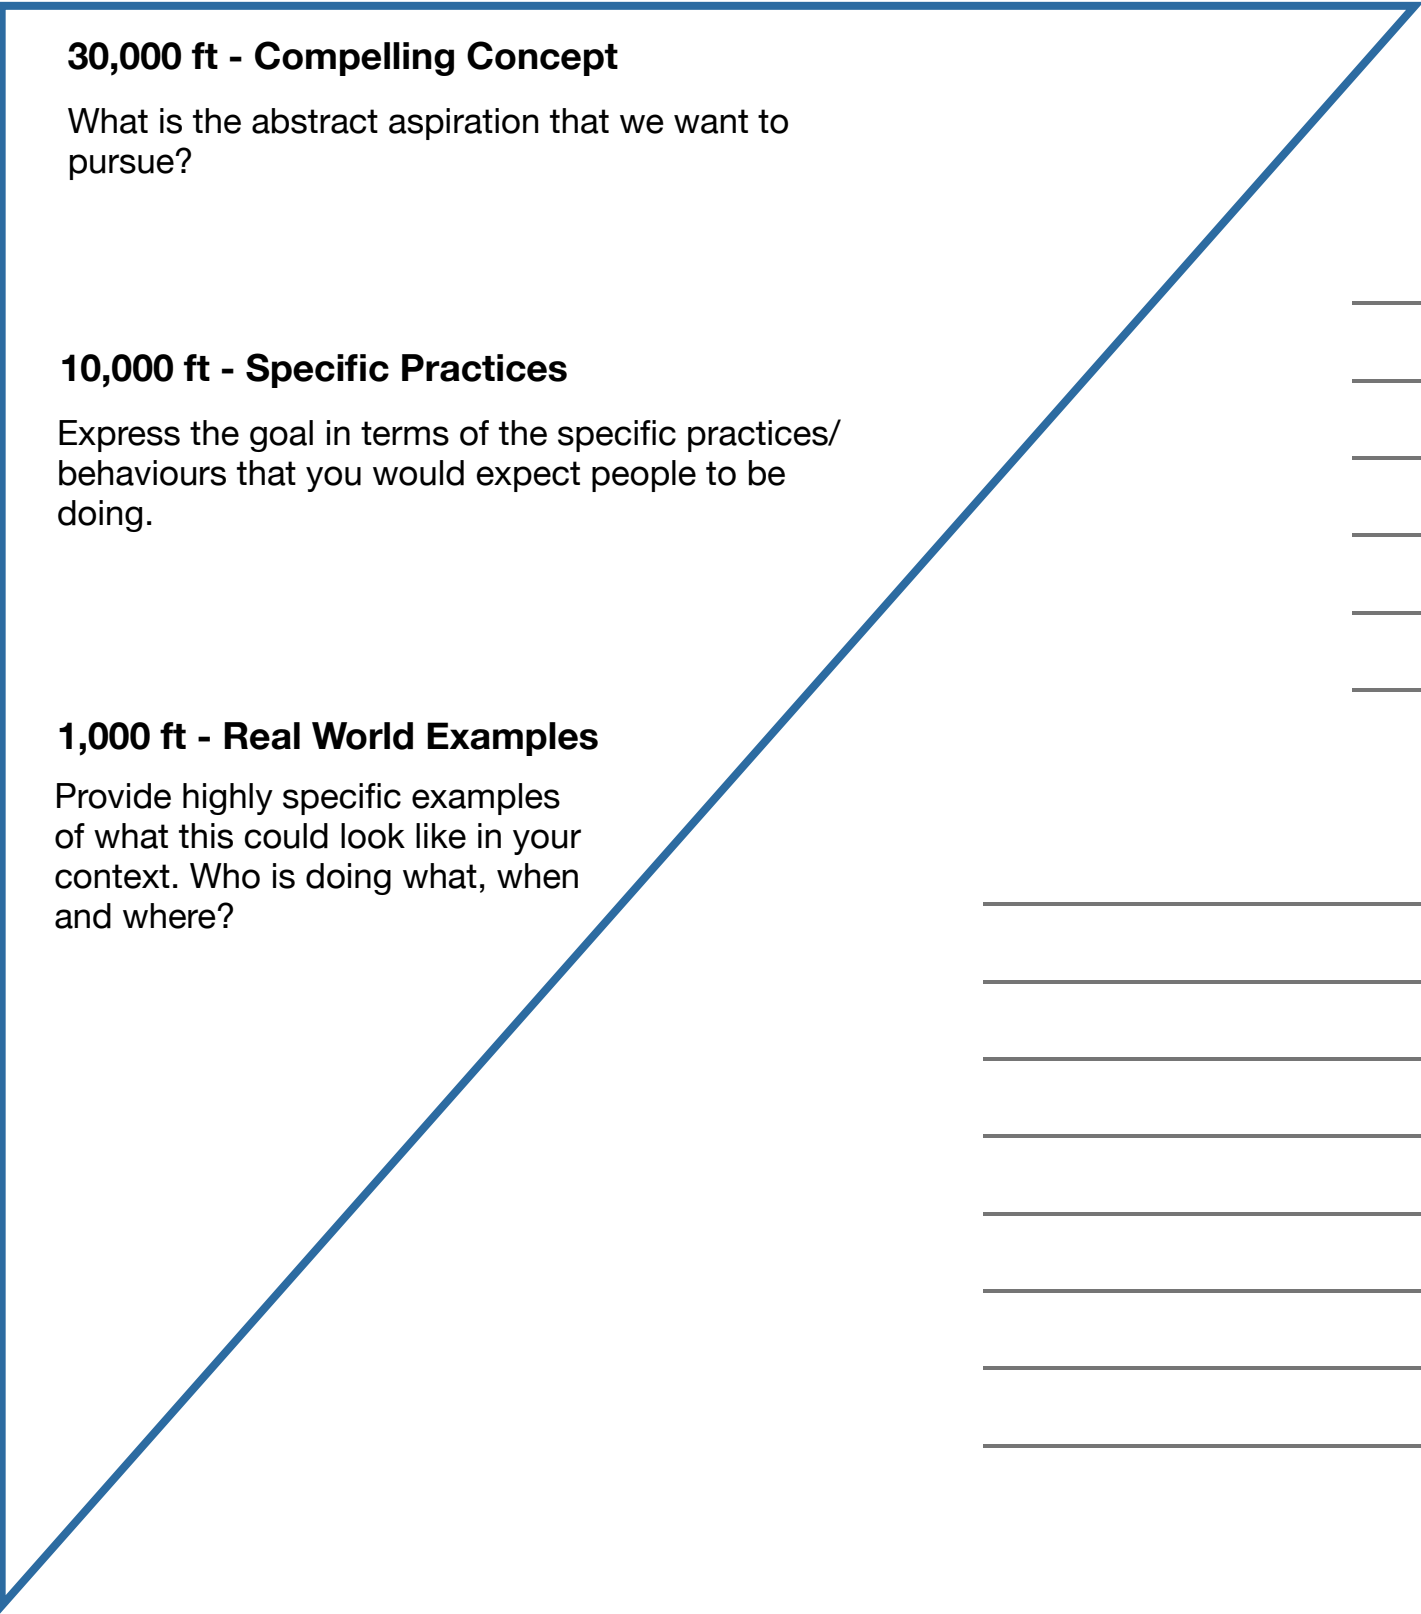 30,000 ft - Compelling Concept
What is the abstract aspiration that we want to
pursue?
10,000 ft - Specific Practices
Express the goal in terms of the specific practices/
behaviours that you would expect people to be
doing.
1,000 ft - Real World Examples
Provide highly specific examples
of what this could look like in your
context. Who is doing what, when
and where?